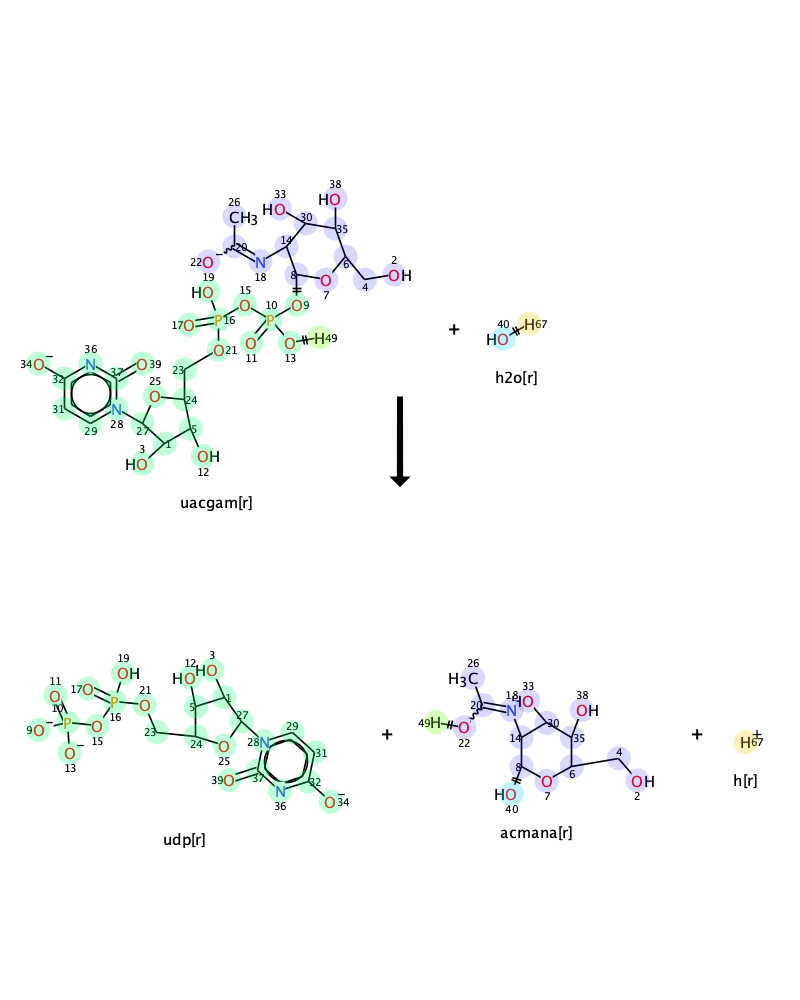 38
26 33 HO
HO
CH3 30 35
14
20 2
22O− 8 6 OH
N O
19 18 7 4
HO 15 10 O9
O
17O P16 P H49
O O
O21 11 13
40 H67
HO
+
h2o[r]
36 23
34O− N 37 O39
32 25
O 24
31 N
29 28 27 5
1
3 OH
HO 12
uacgam[r]
3
19 12 HO
11 17O OH HO
O 10 21 5 1
O 27 29
9O− P P 16 24 O N 31
O 23 25 28
15 37 32
O− 39O N O−34
13 36
udp[r]
+
26
H3C 33 38
18 HO OH
20 N 30
49H O 14 35
22 8 4
6
HO O OH
40 7 2
acmana[r]
+
H+67
h[r]